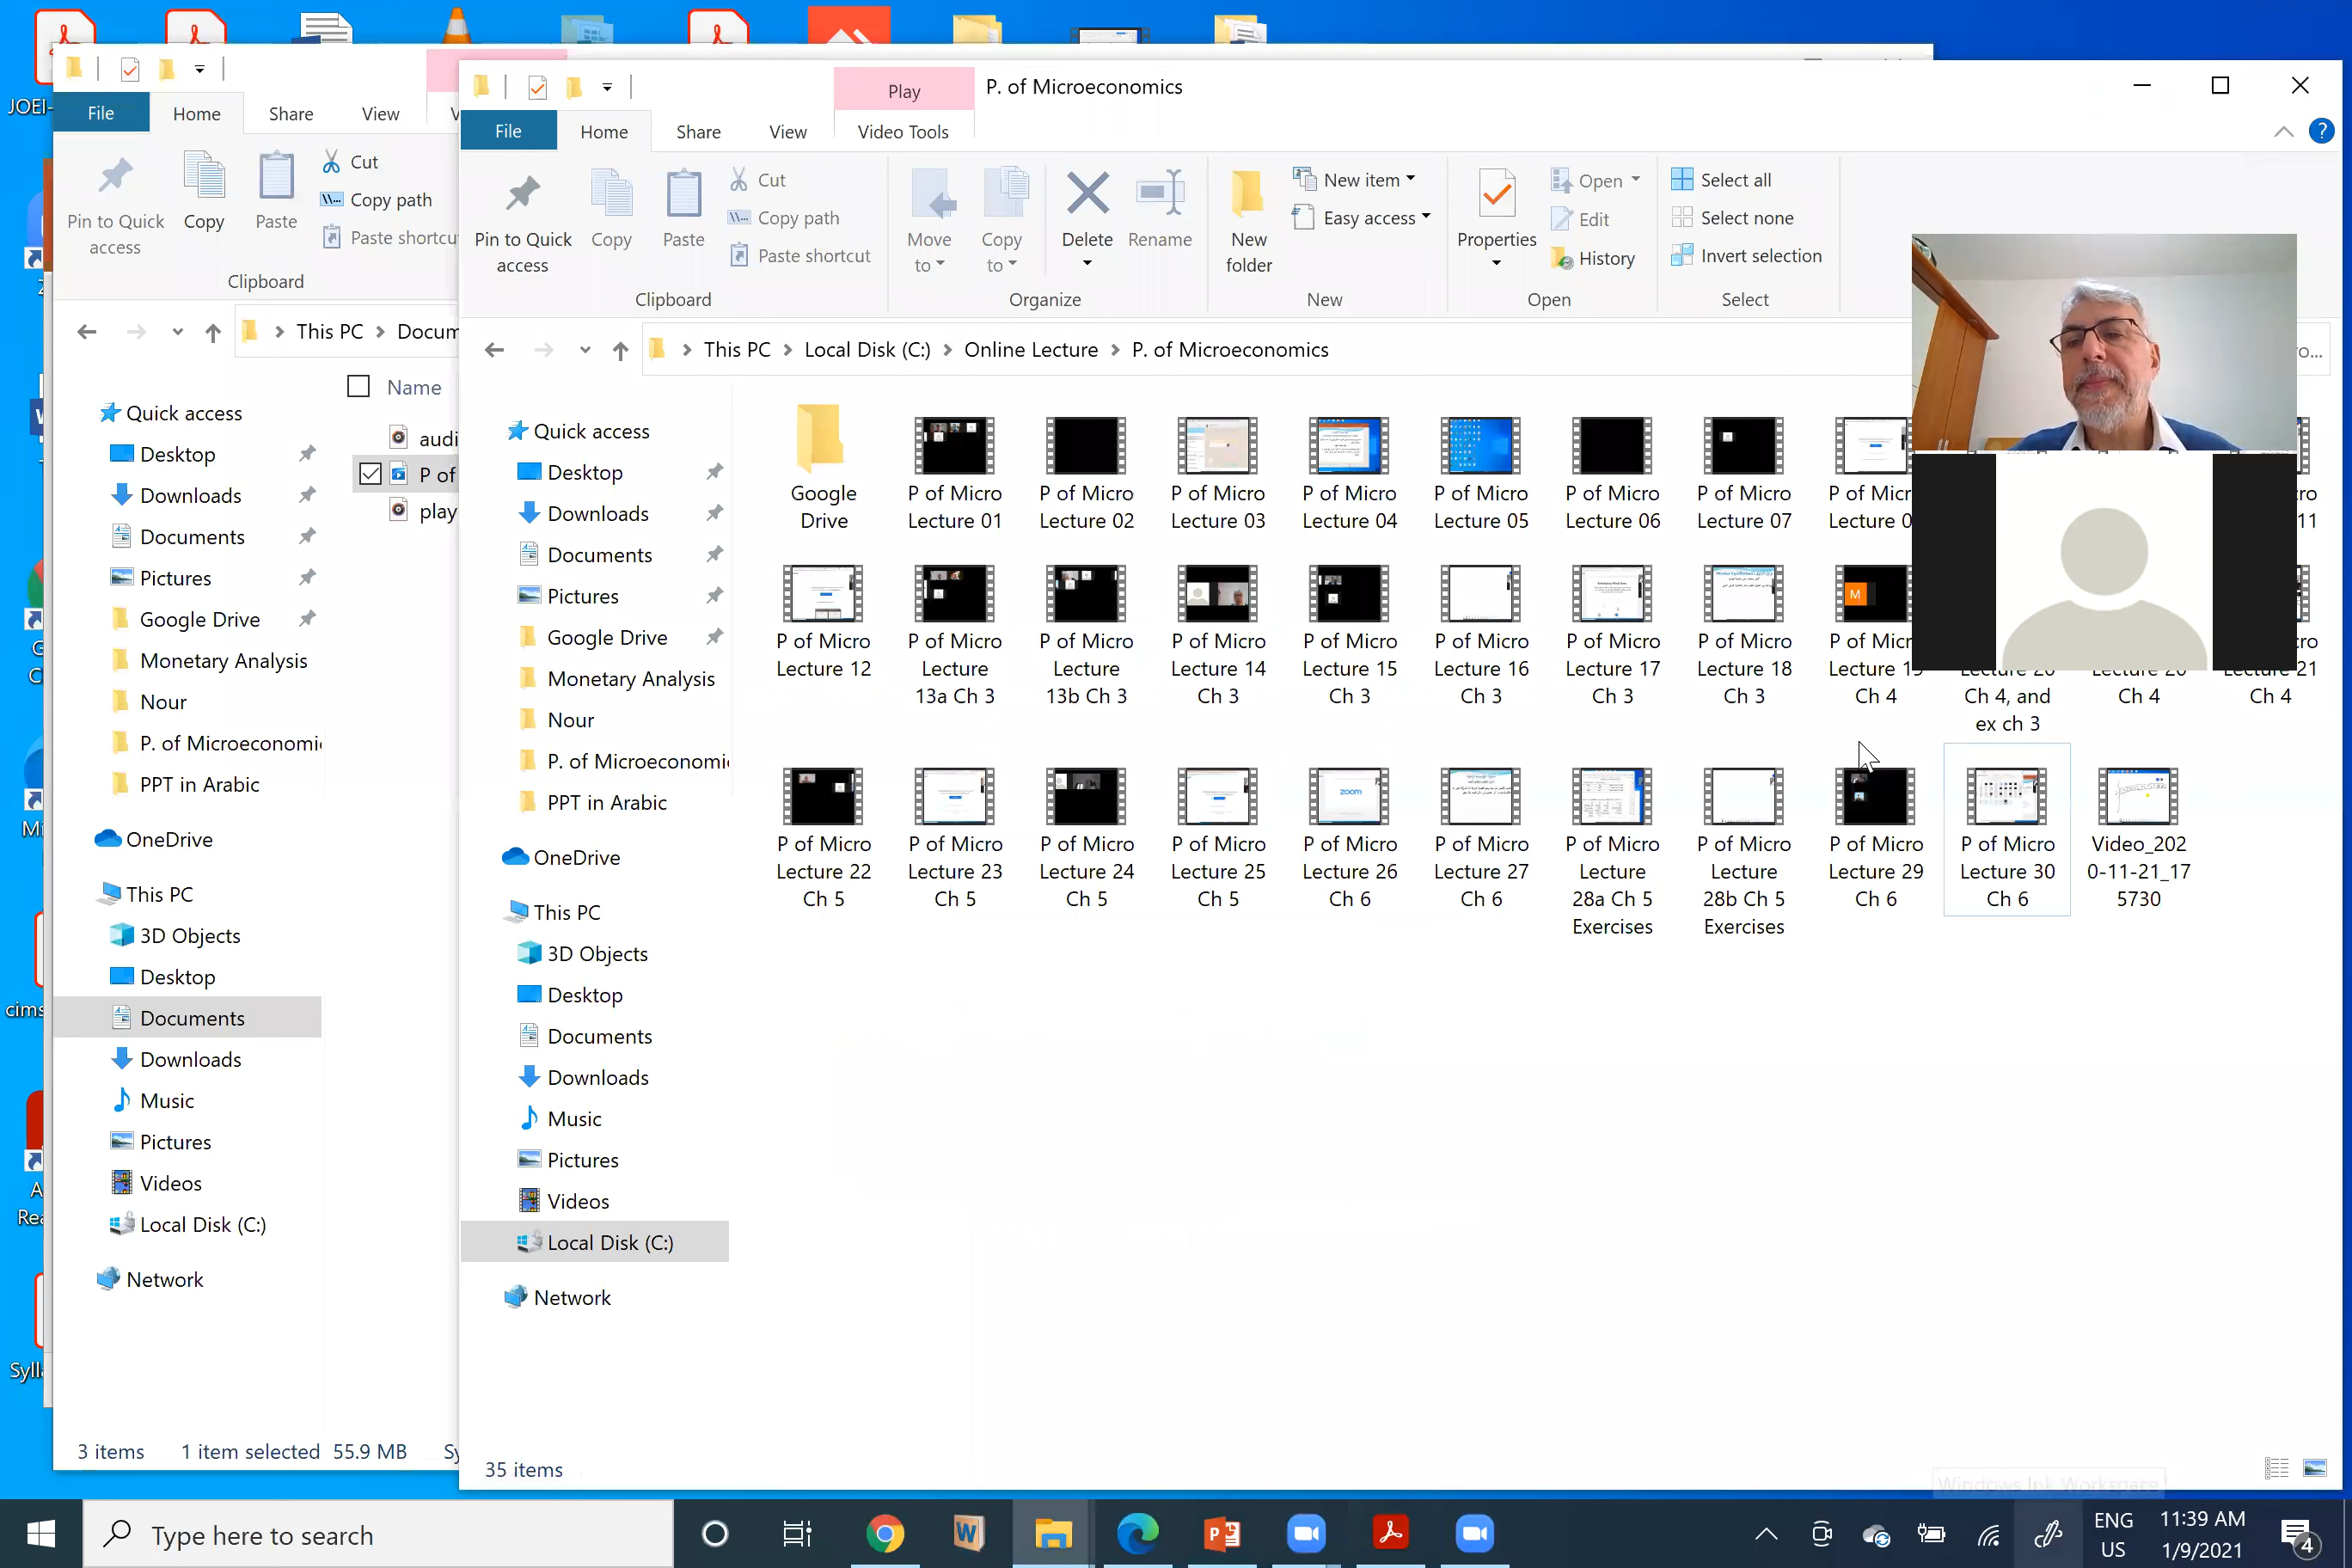 JOEI-
File
Home
Share
View
Pin to Quick
access
Copy
Paste
Cut
Copy path
Clipboard
This PC
Name
Quick access
Desktop
Downloads
Documents
Pictures
Google Drive
Monetary Analysis
Nour
PPT in Arabic
OneDrive
This PC
3D Objects
Desktop
Documents
Downloads
Music
Pictures
Videos
Local Disk (C:)
Network
3 items 1 item selected 55.9 MB
Play
P. of Microeconomics
File
Home
Share
View
Video Tools
Pin to Quick
access
Copy
Paste
Cut
Copy path
Paste shortcut
Clipboard
Move
to
Copy
to
Delete
Rename
Organize
New
folder
New item
Easy access
New
Properties
Open
Edit
History
Open
Select all
Select none
Invert selection
Select
This PC > Local Disk (C:) > Online Lecture > P. of Microeconomics
Quick access
Desktop
Downloads
Documents
Pictures
Google Drive
Monetary Analysis
Nour
PPT in Arabic
OneDrive
This PC
3D Objects
Desktop
Documents
Downloads
Music
Pictures
Videos
Local Disk (C:)
Network
Google
Drive
P of Micro
Lecture 01
P of Micro
Lecture 02
P of Micro
Lecture 03
P of Micro
Lecture 04
P of Micro
Lecture 05
P of Micro
Lecture 06
P of Micro
Lecture 07
P of Micro
Lecture 12
P of Micro
Lecture
13a Ch 3
P of Micro
Lecture
13b Ch 3
P of Micro
Lecture 14
Ch 3
P of Micro
Lecture 15
Ch 3
P of Micro
Lecture 16
Ch 3
P of Micro
Lecture 17
Ch 3
P of Micro
Lecture 18
Ch 3
Ch 4
Ch 4, and
ex ch 3
Ch 4
Lecture 21
Ch 4
P of Micro
Lecture 22
Ch 5
P of Micro
Lecture 23
Ch 5
P of Micro
Lecture 24
Ch 5
P of Micro
Lecture 25
Ch 5
zoom
P of Micro
Lecture 26
Ch 6
P of Micro
Lecture 27
Ch 6
P of Micro
Lecture
28a Ch 5
Exercises
P of Micro
Lecture
28b Ch 5
Exercises
P of Micro
Lecture 29
Ch 6
P of Micro
Lecture 30
Ch 6
Video_202
0-11-21_17
5730
35 items
Windows Ink Workspace
Type here to search
ENG
US
11:39 AM
1/9/2021
4